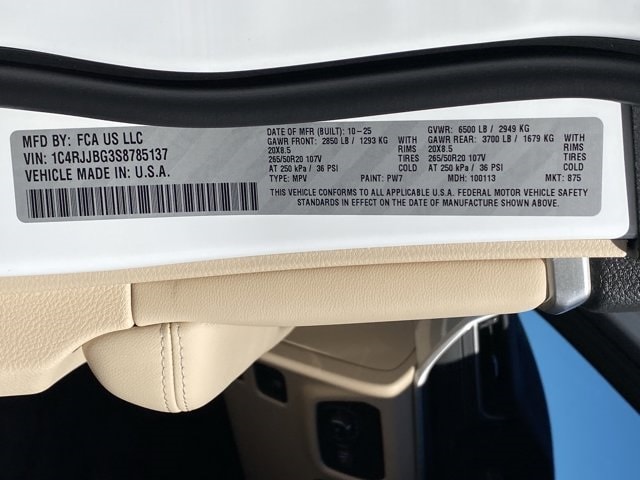 MFD BY: FCA US LLC
VIN: 1C4RJJBG3S8785137
VEHICLE MADE IN: U.S.A.
DATE OF MFR (BUILT): 10-25
GAWR FRONT: 2850 LB / 1293 KG
20X8.5 WITH RIMS
265/50R20 107V TIRES
AT 250 kPa / 36 PSI COLD
TYPE: MPV PAINT: PW7
GVWR: 6500 LB / 2949 KG
GAWR REAR: 3700 LB / 1679 KG
20X8.5 WITH RIMS
265/50R20 107V TIRES
AT 250 kPa / 36 PSI COLD
MDH: 100113 MKT: 875
THIS VEHICLE CONFORMS TO ALL APPLICABLE U.S.A. FEDERAL MOTOR VEHICLE SAFETY
STANDARDS IN EFFECT ON THE DATE OF MANUFACTURE SHOWN ABOVE.